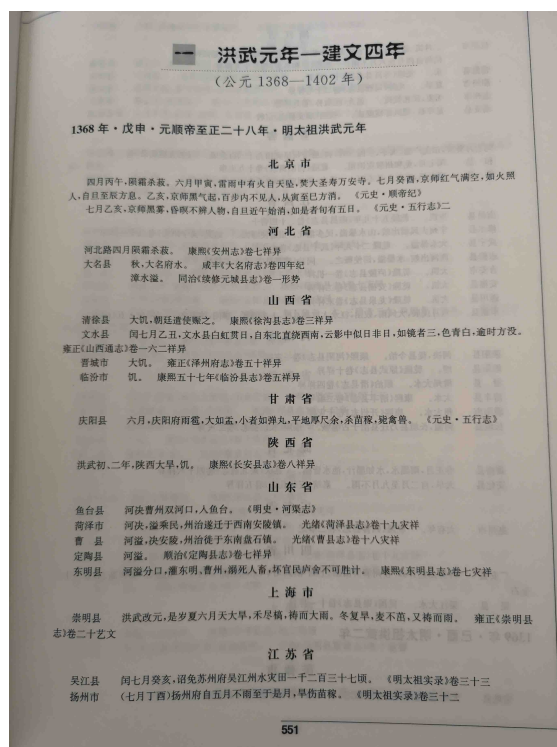 一 洪武元年—建文四年
(公元1368—1402年)
1368年·戊申·元顺帝至正二十八年·明太祖洪武元年
北京市
四月丙午,陨霜杀菽。六月甲寅,雷雨中有火自天坠,焚大圣寿万安寺。七月癸酉,京师红气满空,如火照
人,自旦至辰方息。乙亥,京师黑气起,百步内不见人,从寅至巳方消。 《元史·顺帝纪》
七月乙亥,京师黑雾,昏暝不辨人物,自旦近午始消,如是者旬有五日。 《元史·五行志》二
河北省
河北路四月陨霜杀菽。 康熙《安州志》卷七祥异
大名县 秋,大名府水。 咸丰《大名府志》卷四年纪
漳水溢。 同治《续修元城县志》卷一形势
山西省
清徐县 大饥,朝廷遣使赈之。 康熙《徐沟县志》卷三祥异
文水县 闰七月乙丑,文水县白虹贯日,自东北直绕西南,云影中似日非日,如镜者三,色青白,逾时方没。
雍正《山西通志》卷一六二祥异
晋城市 大饥。 雍正《泽州府志》卷五十祥异
临汾市 饥。 康熙五十七年《临汾县志》卷五祥异
甘肃省
庆阳县 六月,庆阳府雨雹,大如盂,小者如弹丸,平地厚尺余,杀苗稼,毙禽兽。 《元史·五行志》
陕西省
洪武初、二年,陕西大旱,饥。 康熙《长安县志》卷八祥异
山东省
鱼台县 河决曹州双河口,入鱼台。 《明史·河渠志》
菏泽市 河决,溢乘民,州治遂迁于西南安陵镇。 光绪《菏泽县志》卷十九灾祥
曹 县 河溢,决安陵,州治徙于东南盘石镇。 光绪《曹县志》卷十八灾祥
定陶县 河溢。 顺治《定陶县志》卷七祥异
东明县 河溢分口,灌东明,曹州,溺死人畜,坏官民庐舍不可胜计。 康熙《东明县志》卷七灾祥
上海市
崇明县 洪武改元,是岁夏六月天大旱,禾尽槁,祷而大雨。冬复旱,麦不茁,又祷而雨。 雍正《崇明县
志》卷二十艺文
江苏省
吴江县 闰七月癸亥,诏免苏州府吴江州水灾田一千二百三十七顷。 《明太祖实录》卷三十三
扬州市 (七月丁酉)扬州府自五月不雨至于是月,旱伤苗稼。 《明太祖实录》卷三十二
551